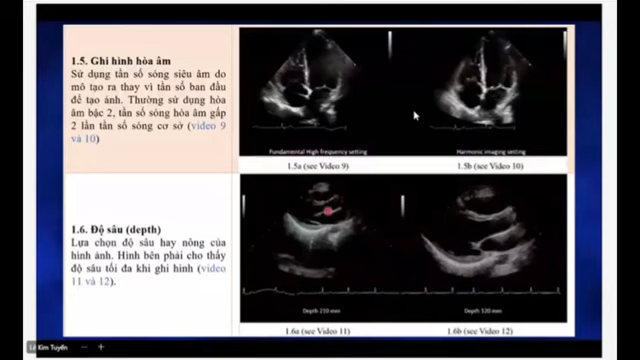 1.5. Ghi hình hòa âm
Sử dụng tần số sóng siêu âm do
mô tạo ra thay vì tần số ban đầu
để tạo ảnh. Thường sử dụng hòa
âm bậc 2, tần số sóng hòa âm gấp
2 lần tần số sóng cơ sở (video 9
và 10)
Fundamental High frequency setting
Harmonic imaging setting
1.5a (see Video 9)
1.5b (see Video 10)
1.6. Độ sâu (depth)
Lựa chọn độ sâu hay nông của
hình ảnh. Hình bên phải cho thấy
độ sâu tối đa khi ghi hình (video
11 và 12).
Depth 210 mm
Depth 120 mm
1.6a (see Video 11)
1.6b (see Video 12)
Lê Kim Tuyến